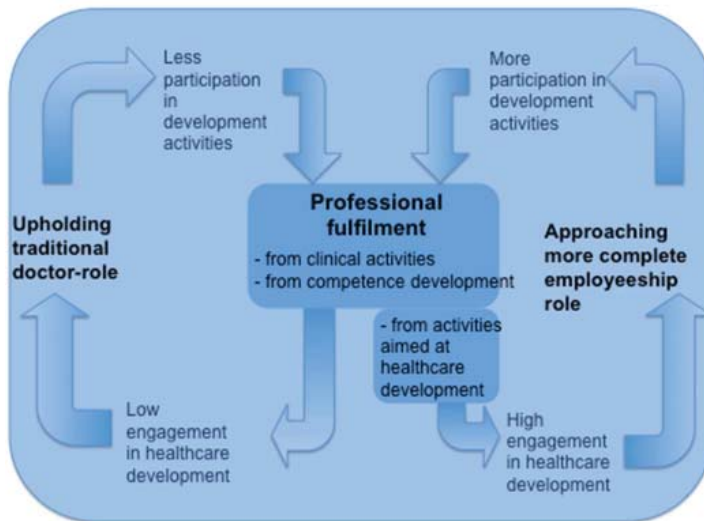 Less
participation
in
development
activities
More
participation in
development
activities
Professional
fulfilment
- from clinical activities
- from competence development
Upholding
traditional
doctor-role
Approaching
more complete
employeeship
role
- from activities
aimed at
healthcare
development
Low
engagement
in healthcare
development
High
engagement
in healthcare
development